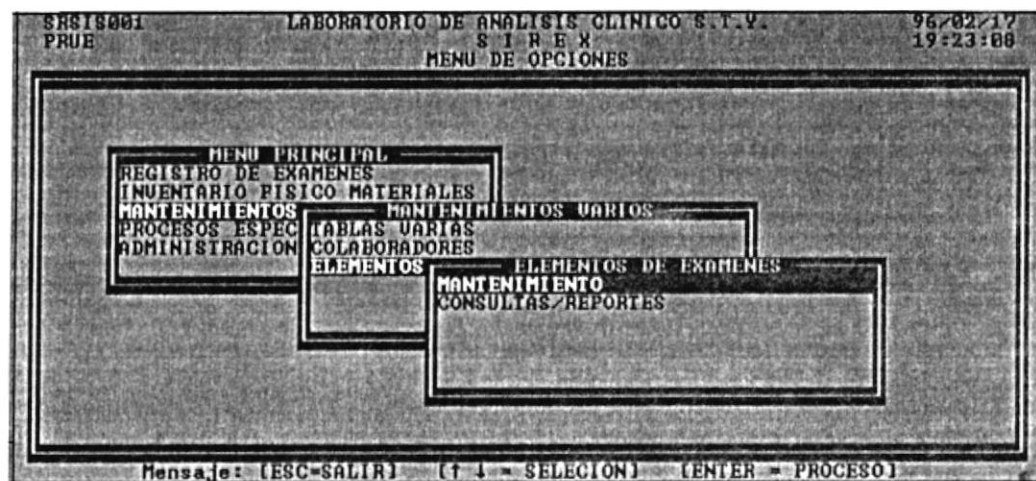 SRSIS001 LABORATORIO DE ANALISIS CLINICO S.T.V. 96/02/17
PRUE S I R E X 19:23:08
MENU DE OPCIONES
MENU PRINCIPAL
REGISTRO DE EXAMENES
INVENTARIO FISICO MATERIALES
MANTENIMIENTOS
PROCESOS ESPEC
ADMINISTRACION
MANTENIMIENTOS VARIOS
TABLAS VARIAS
COLABORADORES
ELEMENTOS
ELEMENTOS DE EXAMENES
MANTENIMIENTO
CONSULTAS/REPORTES
Mensaje: [ESC=SALIR] [↑ ↓ = SELECION] [ENTER = PROCESO]